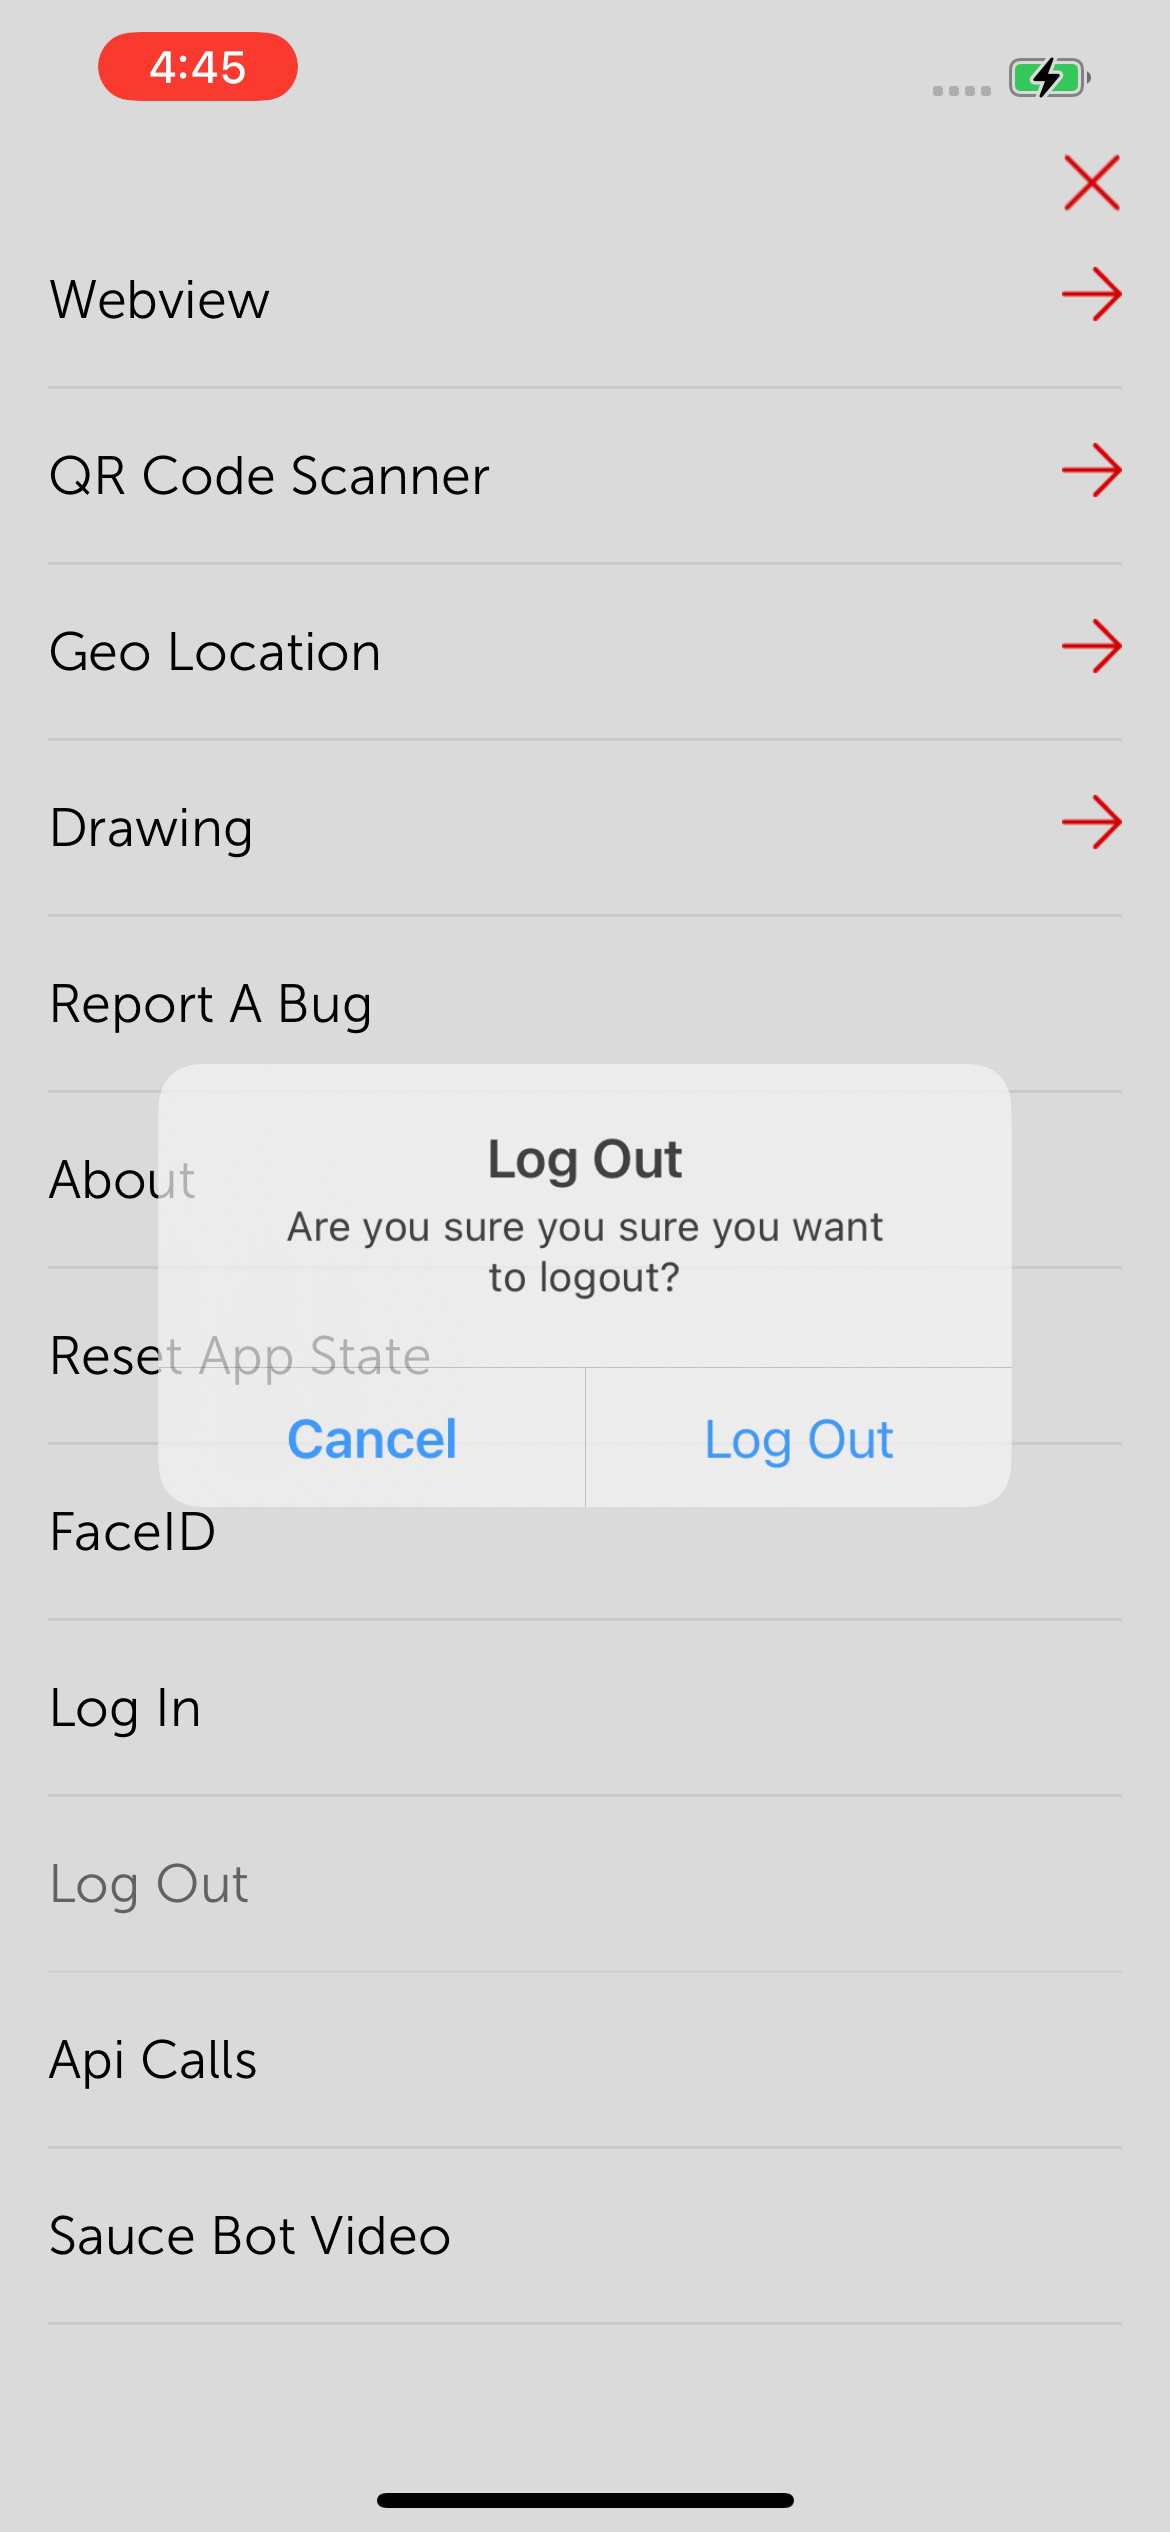 4:45
Webview
QR Code Scanner
Geo Location
Drawing
Report A Bug
About
Log Out
Are you sure you sure you want
to logout?
Reset App State
Cancel
Log Out
FaceID
Log In
Log Out
Api Calls
Sauce Bot Video